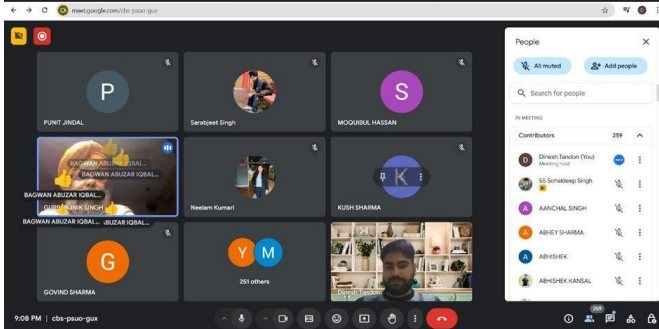 meet.google.com/cbs-psuo-gux
P
PUNIT JINDAL
Sarabjeet Singh
S
MOQUIBUL HASSAN
BAGWAN ABUZAR IQBAL...
BAGWAN ABUZAR IQBAL...
BAGWAN ABUZAR IQBAL...
SINGH
BAGWAN ABUZAR IQBAL...
IQBAL...
Neelam Kumari
K
KUSH SHARMA
G
GOVIND SHARMA
Y M
251 others
Dinesh Tandon
People
All muted
Add people
Search for people
IN MEETING
Contributors 259
D
Dinesh Tandon (You)
Meeting host
55 Sohaldeep Singh
A
AANCHAL SINGH
A
ABHEY SHARMA
A
ABHISHEK
ABHISHEK KANSAL
9:08 PM | cbs-psuo-gux
259